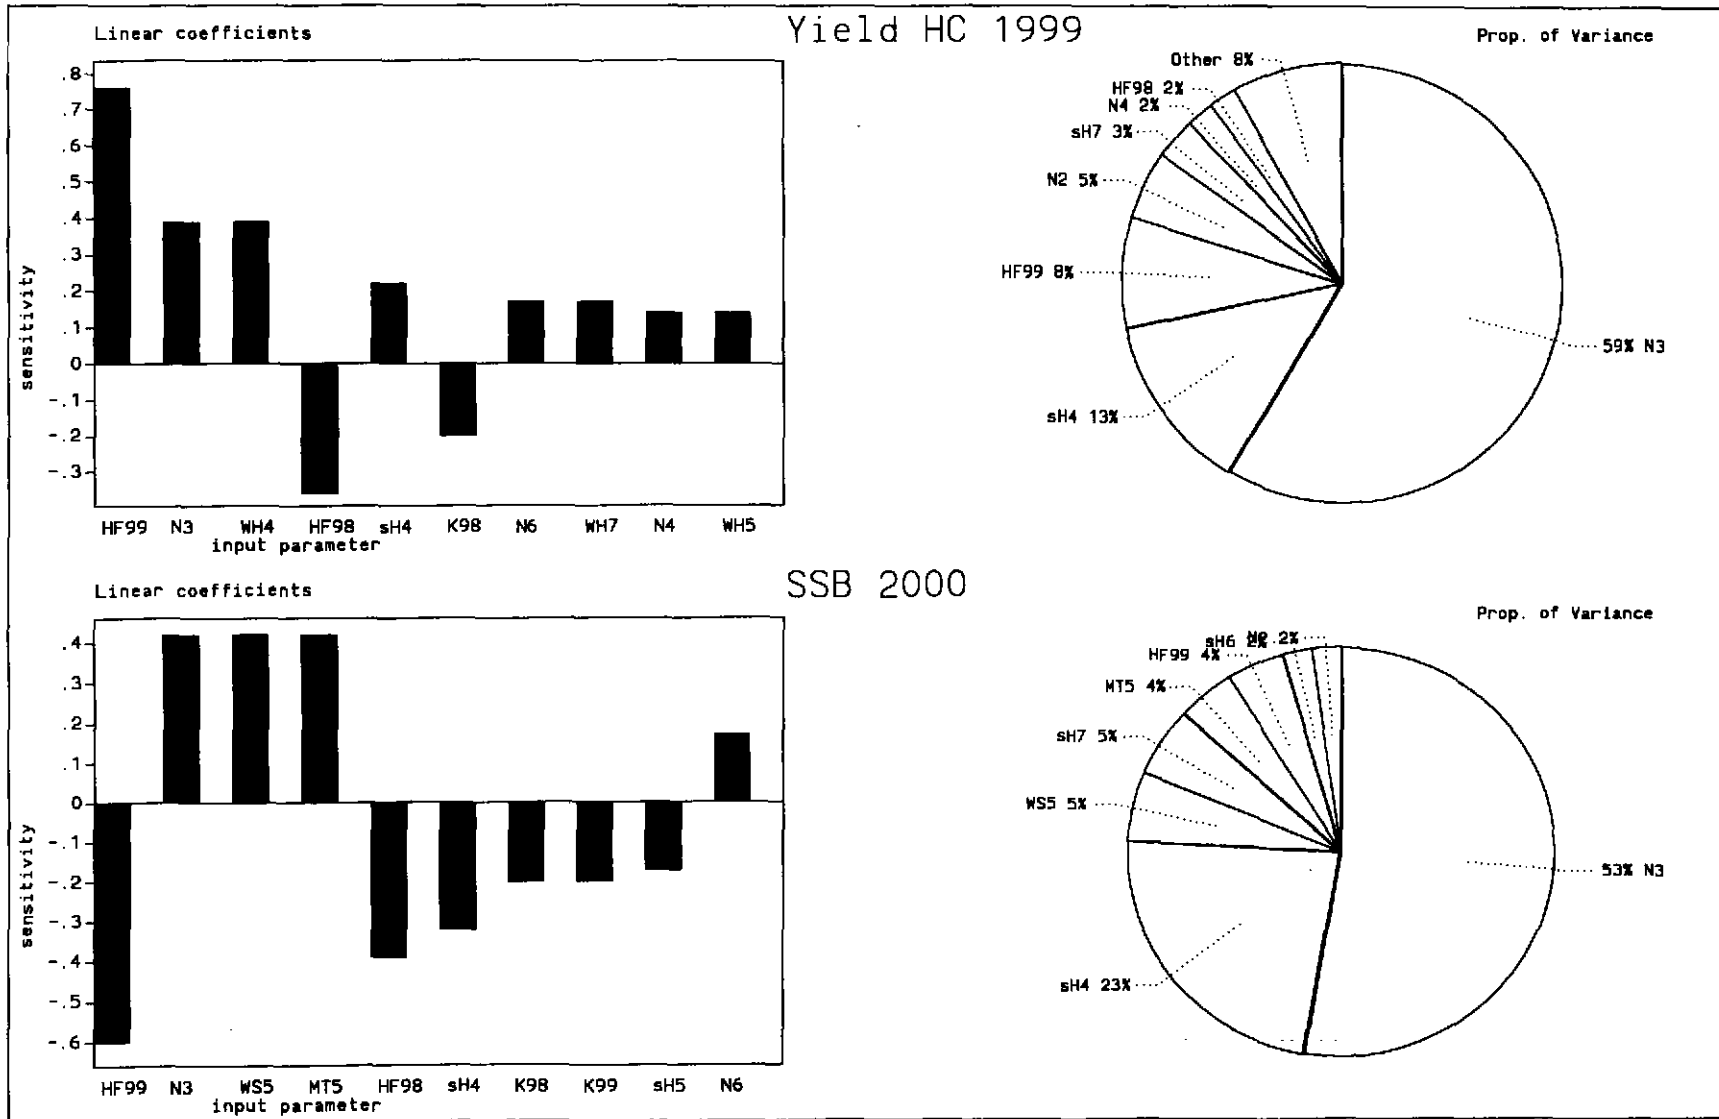 Yield HC 1999
Linear coefficients
Prop. of Variance
.8
.7
.6
.5
.4
.3
.2
.1
0
-.1
-.2
-.3
sensitivity
HF99 N3 WH4 HF98 sH4 K98 N6 WH7 N4 WH5
input parameter
Other 8%
HF98 2%
N4 2%
sH7 3%
N2 5%
HF99 8%
59% N3
sH4 13%
SSB 2000
Linear coefficients
Prop. of Variance
.4
.3
.2
.1
0
-.1
-.2
-.3
-.4
-.5
-.6
sensitivity
HF99 N3 WS5 MT5 HF98 sH4 K98 K99 sH5 N6
input parameter
sH6 2%
2%
HF99 4%
MT5 4%
sH7 5%
WS5 5%
53% N3
sH4 23%